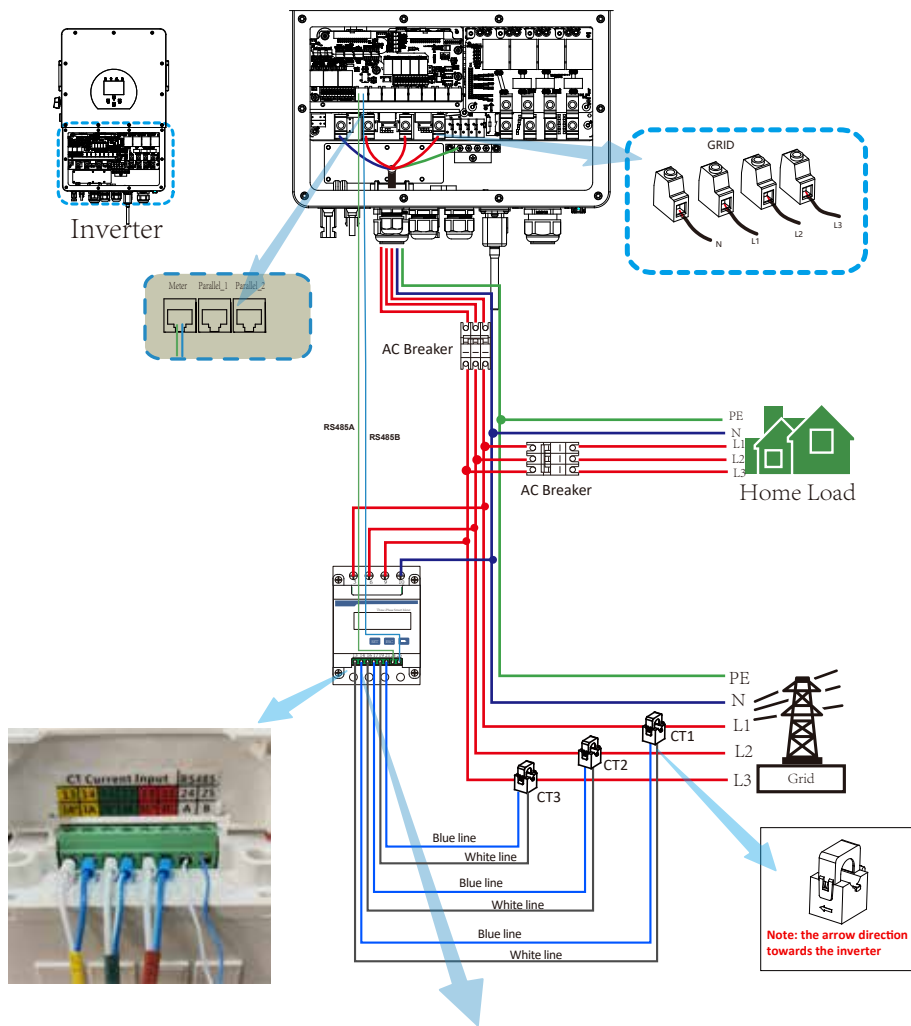 GRID
N
L1
L2
L3
Inverter
Meter
Parallel_1
Parallel_2
AC Breaker
RS485A
RS485B
PE
N
L1
L2
L3
AC Breaker
Home Load
PE
N
L1
L2
L3
Grid
CT1
CT2
CT3
Blue line
White line
Blue line
White line
Blue line
White line
C1 Current Input RS485
13 14 24 25
A B
Note: the arrow direction
towards the inverter